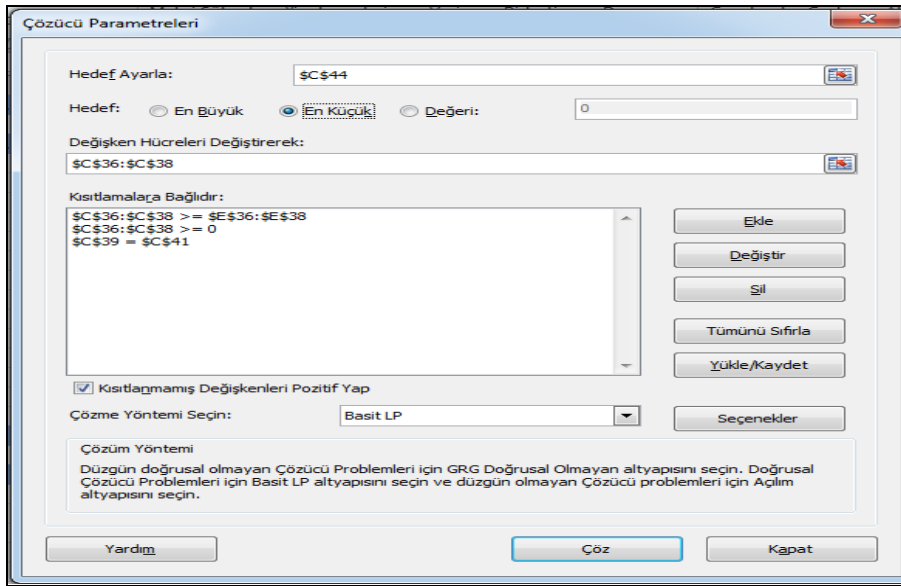 Çözücü Parametreleri
Hedef Ayarla: $C$44
Hedef: En Büyük En Küçük Değeri: 0
Değişken Hücreleri Değiştirerek:
$C$36:$C$38
Kısıtlamalara Bağlıdır:
$C$36:$C$38 >= $E$36:$E$38
$C$36:$C$38 >= 0
$C$39 = $C$41
Ekle
Değiştir
Sil
Tümünü Sıfırla
Yükle/Kaydet
Kısıtlanmamış Değişkenleri Pozitif Yap
Çözme Yöntemi Seçin: Basit LP Seçenekler
Çözüm Yöntemi
Düzgün doğrusal olmayan Çözücü Problemleri için GRG Doğrusal Olmayan altyapısını seçin. Doğrusal
Çözücü Problemleri için Basit LP altyapısını seçin ve düzgün olmayan Çözücü problemleri için Açılım
altyapısını seçin.
Yardım Çöz Kapat